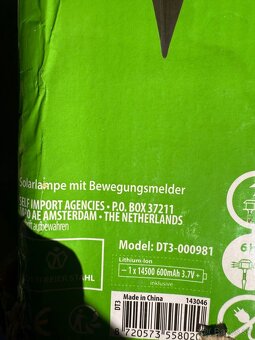 Solarlampe mit Bewegungsmelder
SELF IMPORT AGENCIES • P.O. BOX 37211
AE AMSTERDAM • THE NETHERLANDS
aufbewahren
Model: DT3-000981
Lithium-Ion
1 x 14500 600mAh 3.7V
inklusive
143046
Made in China
DT3
720573 55802